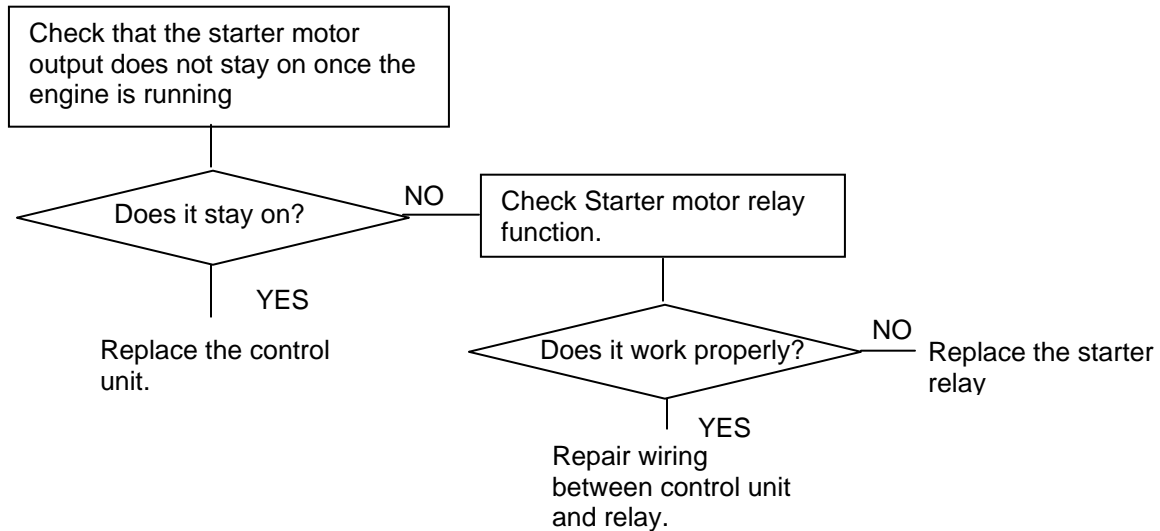 Check that the starter motor
output does not stay on once the
engine is running
Does it stay on?
NO
Check Starter motor relay
function.
YES
Replace the control
unit.
Does it work properly?
NO
Replace the starter
relay
YES
Repair wiring
between control unit
and relay.